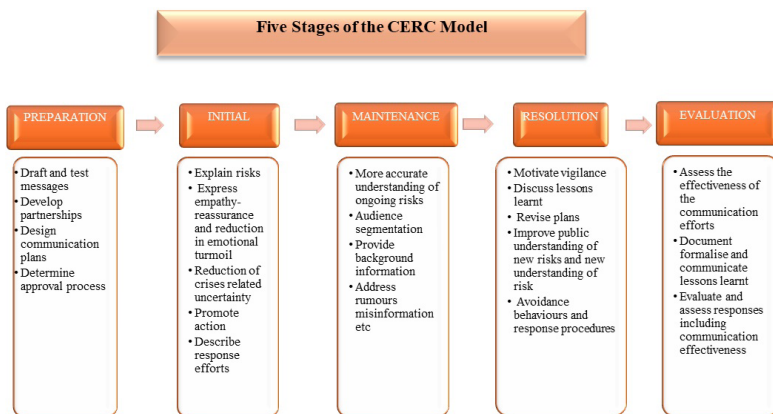 Five Stages of the CERC Model
PREPARATION
• Draft and test
messages
• Develop
partnerships
• Design
communication
plans
• Determine
approval process
INITIAL
• Explain risks
• Express
empathy-
reassurance and
reduction in
emotional
turmoil
• Reduction of
crises related
uncertainty
• Promote
action
• Describe
response
efforts
MAINTENANCE
• More accurate
understanding of
ongoing risks
• Audience
segmentation
• Provide
background
information
• Address
rumours
misinformation
etc
RESOLUTION
• Motivate vigilance
• Discuss lessons
learnt
• Revise plans
• Improve public
understanding of
new risks and new
understanding of
risk
• Avoidance
behaviours and
response procedures
EVALUATION
• Assess the
effectiveness of
the
communication
efforts
• Document
formalise and
communicate
lessons learnt
• Evaluate and
assess responses
including
communication
effectiveness